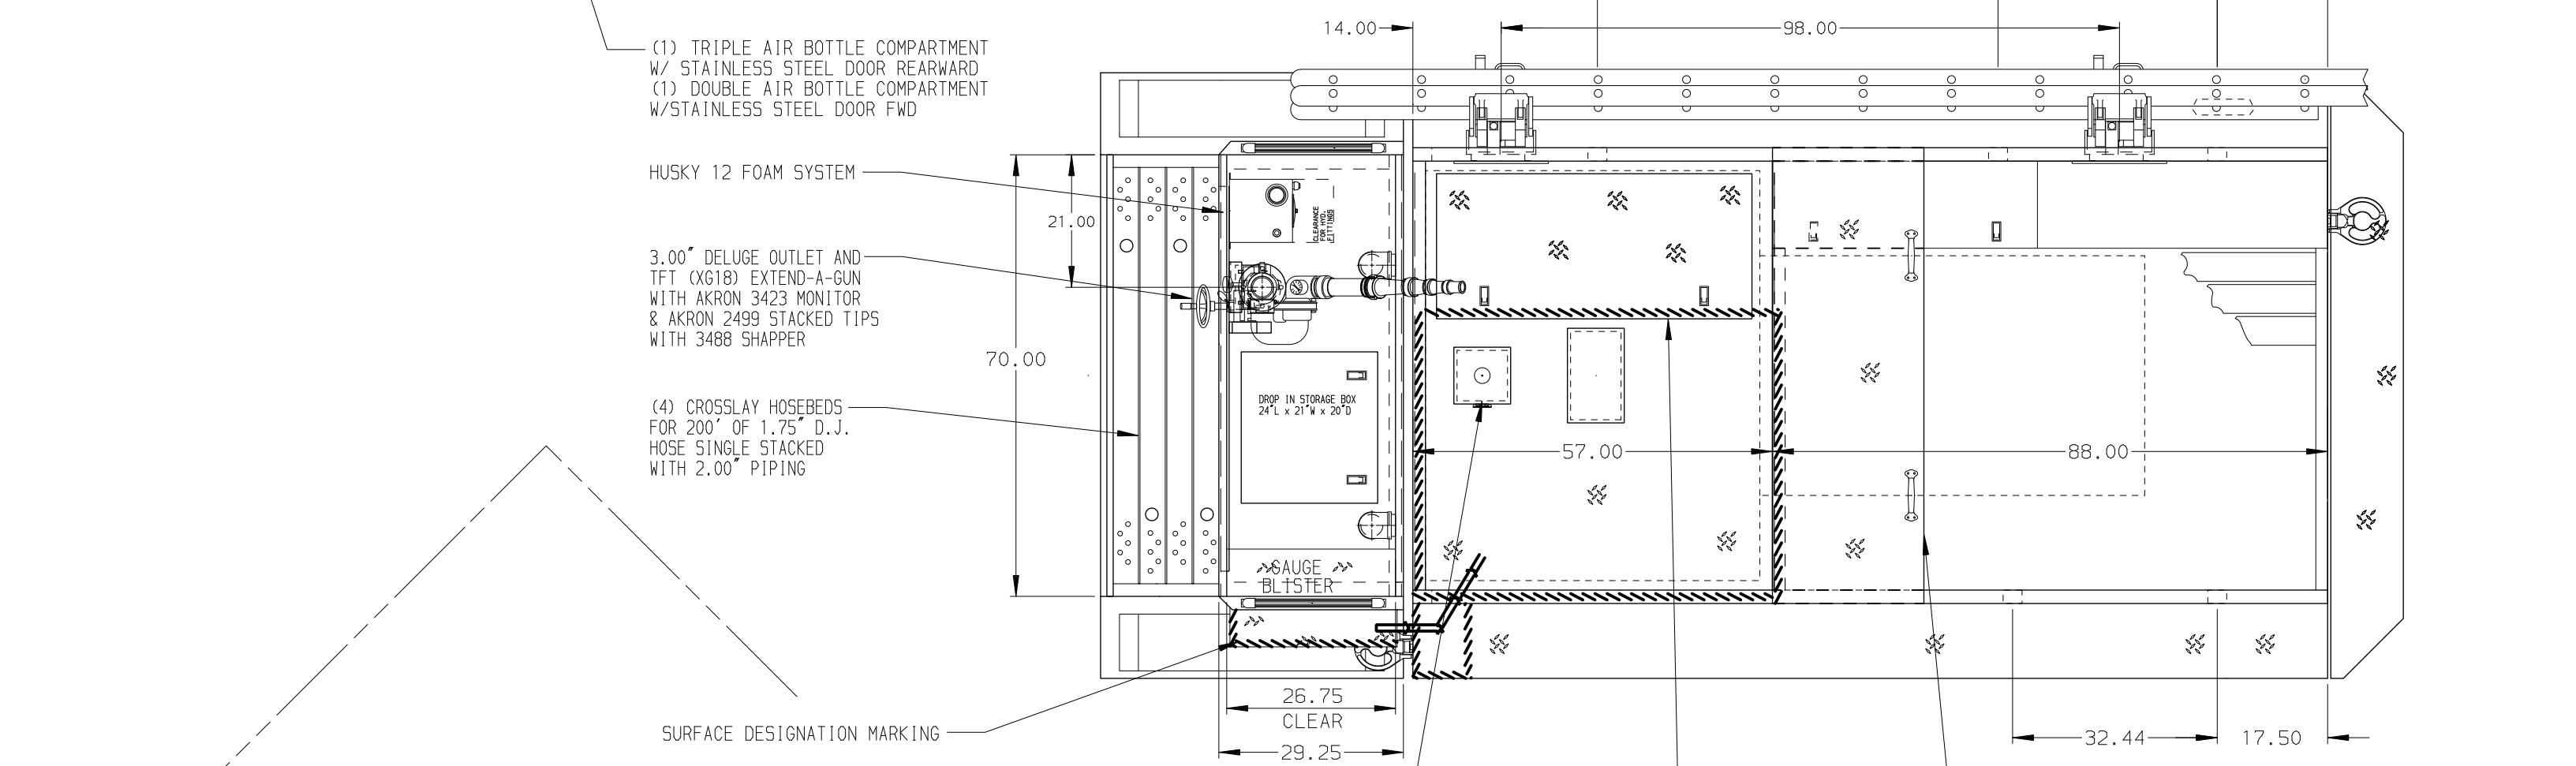 14.00
98.00
(1) TRIPLE AIR BOTTLE COMPARTMENT
W/ STAINLESS STEEL DOOR REARWARD
(1) DOUBLE AIR BOTTLE COMPARTMENT
W/STAINLESS STEEL DOOR FWD
HUSKY 12 FOAM SYSTEM
21.00
CLEARANCE
FOR HYD.
FITTINGS
3.00" DELUGE OUTLET AND
TFT (XG18) EXTEND-A-GUN
WITH AKRON 3423 MONITOR
& AKRON 2499 STACKED TIPS
WITH 3488 SHAPPER
70.00
DROP IN STORAGE BOX
24"L x 21"W x 20"D
(4) CROSSLAY HOSEBEDS
FOR 200' OF 1.75" D.J.
HOSE SINGLE STACKED
WITH 2.00" PIPING
57.00
88.00
GAUGE
BLISTER
26.75
CLEAR
SURFACE DESIGNATION MARKING
29.25
32.44
17.50